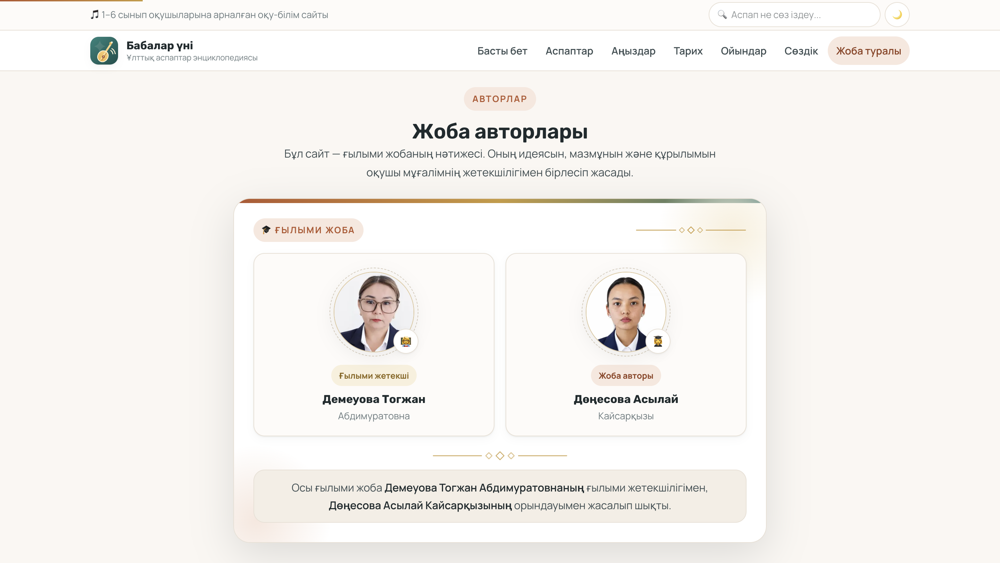 1–6 сынып оқушыларына арналған оқу-білім сайты
Аспап не сөз іздеу...
Бабалар үні
Ұлттық аспаптар энциклопедиясы
Басты бет
Аспаптар
Аңыздар
Тарих
Ойындар
Сөздік
Жоба туралы
АВТОРЛАР
Жоба авторлары
Бұл сайт — ғылыми жобаның нәтижесі. Оның идеясын, мазмұнын және құрылымын
оқушы мұғалімнің жетекшілігімен бірлесіп жасады.
ҒЫЛЫМИ ЖОБА
Ғылыми жетекші
Демеуова Тогжан
Абдимуратовна
Жоба авторы
Дөңесова Асылай
Кайсарқызы
Осы ғылыми жоба Демеуова Тогжан Абдимуратовнаның ғылыми жетекшілігімен,
Дөңесова Асылай Кайсарқызының орындауымен жасалып шықты.